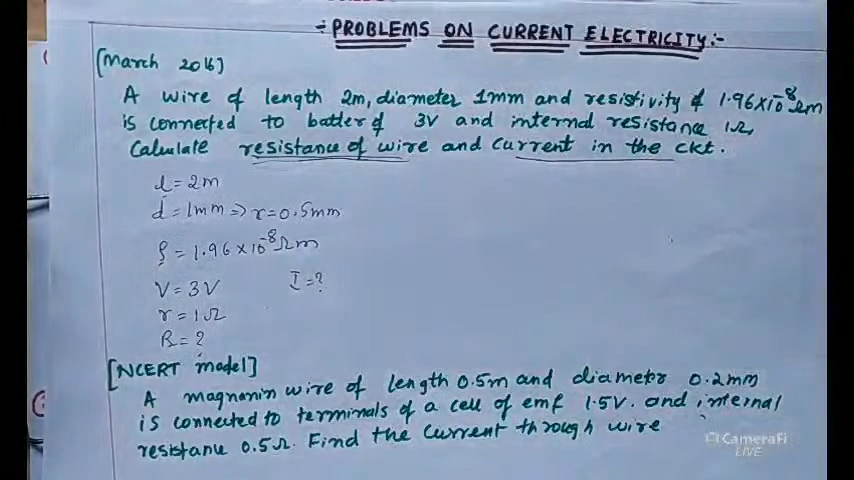 :- PROBLEMS ON CURRENT ELECTRICITY:-
[March 2016]
A wire of length 2m, diameter 1mm and resistivity of 1.96×10⁻⁸Ωm
is connected to batter of 3V and internal resistance 1Ω,
Calculate resistance of wire and Current in the ckt.
l=2m
d=1mm=>r=0.5mm
ρ=1.96×10⁻⁸Ωm
V=3V I=?
r=1Ω
R=?
[NCERT model]
A magnanin wire of length 0.5m and diameter 0.2mm
is connected to terminals of a cell of emf 1.5V. and internal
resistance 0.5Ω. Find the current through wire
CameraFi
LIVE